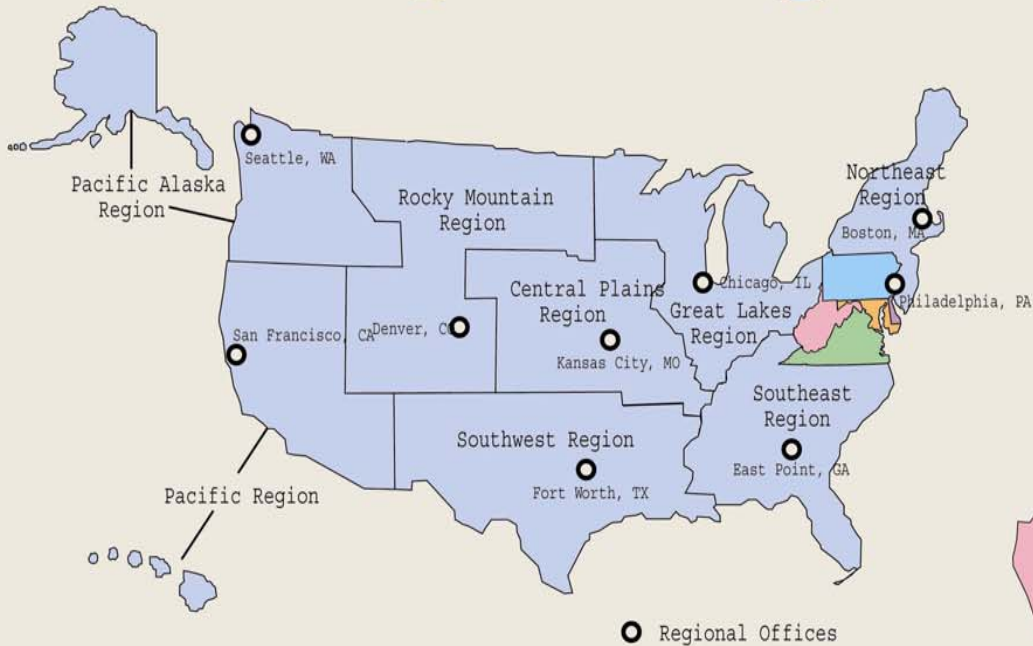 Seattle, WA
Pacific Alaska
Region
Rocky Mountain
Region
Northeast
Region
Boston, MA
Central Plains
Region
Chicago, IL
Great Lakes
Region
Philadelphia, PA
San Francisco, CA
Denver, CO
Kansas City, MO
Southeast
Region
Southwest Region
East Point, GA
Fort Worth, TX
Pacific Region
Regional Offices